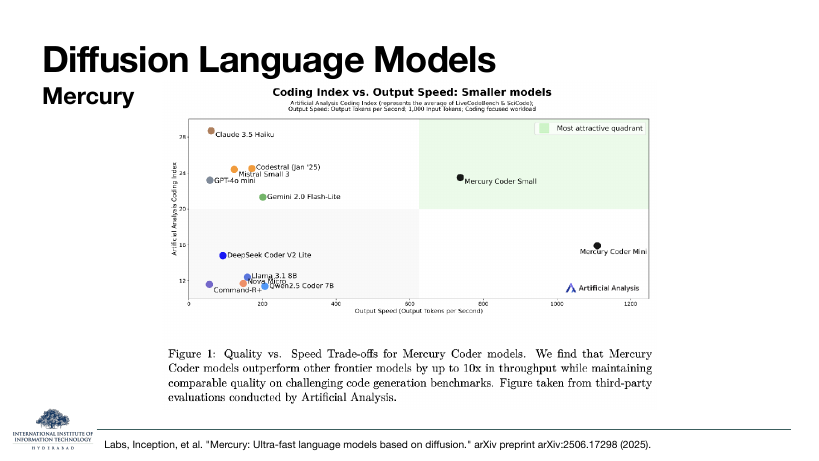 Diffusion Language Models
Mercury
Coding Index vs. Output Speed: Smaller models
Artificial Analysis Coding Index (represents the average of LiveCodeBench & SciCode);
Output Speed: Output Tokens per Second; 1,000 Input Tokens; Coding focused workload
Most attractive quadrant
28
Claude 3.5 Haiku
Codestral (Jan '25)
24
Mistral Small 3
GPT-4o mini
Mercury Coder Small
Gemini 2.0 Flash-Lite
20
Artificial Analysis Coding Index
16
Mercury Coder Mini
DeepSeek Coder V2 Lite
Llama 3.1 8B
12
Nova Micro
Qwen2.5 Coder 7B
Command-R+
Artificial Analysis
0 200 400 600 800 1000 1200
Output Speed (Output Tokens per Second)
Figure 1: Quality vs. Speed Trade-offs for Mercury Coder models. We find that Mercury
Coder models outperform other frontier models by up to 10x in throughput while maintaining
comparable quality on challenging code generation benchmarks. Figure taken from third-party
evaluations conducted by Artificial Analysis.
INTERNATIONAL INSTITUTE OF
INFORMATION TECHNOLOGY
HYDERABAD
Labs, Inception, et al. "Mercury: Ultra-fast language models based on diffusion." arXiv preprint arXiv:2506.17298 (2025).